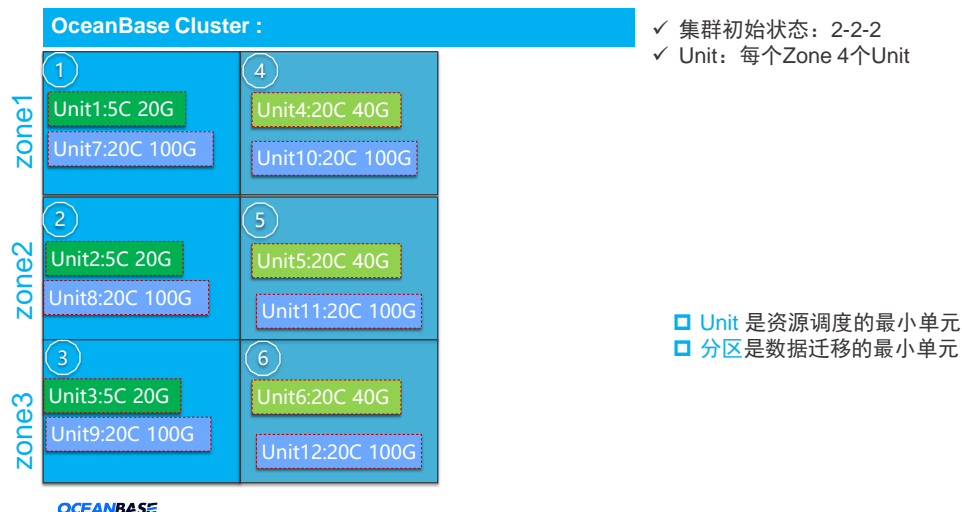 OceanBase Cluster :
✓ 集群初始状态：2-2-2
✓ Unit：每个Zone 4个Unit
zone1
1
Unit1:5C 20G
Unit7:20C 100G
4
Unit4:20C 40G
Unit10:20C 100G
zone2
2
Unit2:5C 20G
Unit8:20C 100G
5
Unit5:20C 40G
Unit11:20C 100G
Unit 是资源调度的最小单元
分区是数据迁移的最小单元
zone3
3
Unit3:5C 20G
Unit9:20C 100G
6
Unit6:20C 40G
Unit12:20C 100G
OCEANBASE